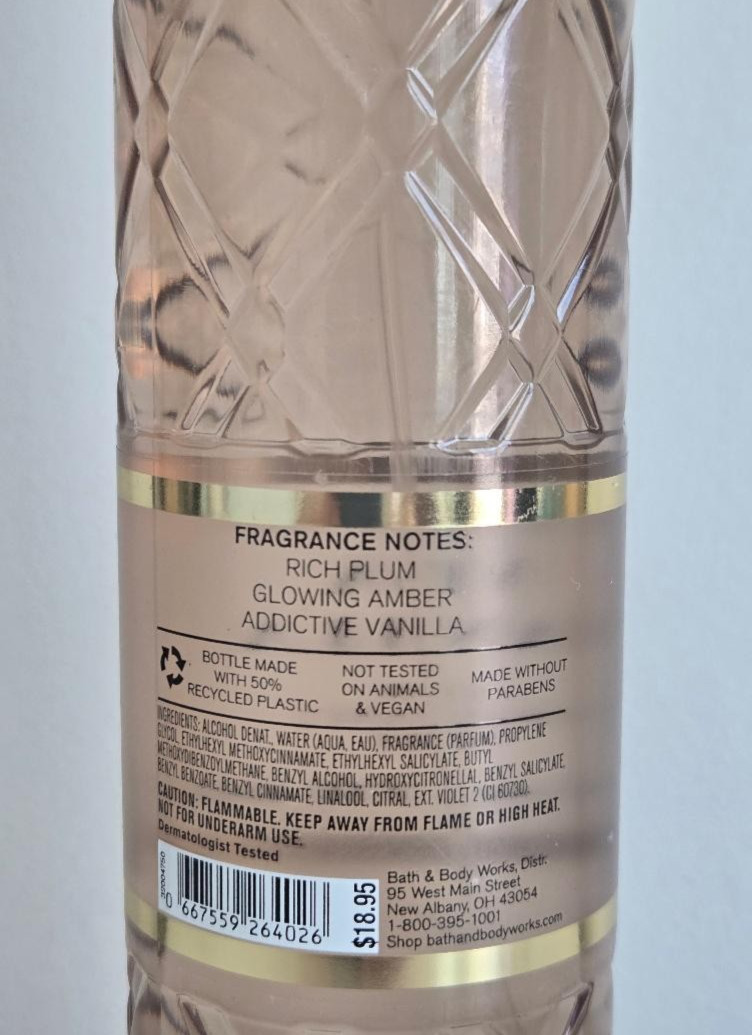 FRAGRANCE NOTES:
RICH PLUM
GLOWING AMBER
ADDICTIVE VANILLA
BOTTLE MADE
WITH 50%
RECYCLED PLASTIC
NOT TESTED
ON ANIMALS
& VEGAN
MADE WITHOUT
PARABENS
INGREDIENTS: ALCOHOL DENAT., WATER (AQUA, EAU), FRAGRANCE (PARFUM), PROPYLENE
GLYCOL, ETHYLHEXYL METHOXYCINNAMATE, ETHYLHEXYL SALICYLATE, BUTYL
METHOXYDIBENZOYLMETHANE, BENZYL ALCOHOL, HYDROXYCITRONELLAL, BENZYL SALICYLATE,
BENZYL BENZOATE, BENZYL CINNAMATE, LINALOOL, CITRAL, EXT. VIOLET 2 (CI 60730).
CAUTION: FLAMMABLE. KEEP AWAY FROM FLAME OR HIGH HEAT.
NOT FOR UNDERARM USE.
Dermatologist Tested
0 667559 264026
$18.95
Bath & Body Works, Distr.
95 West Main Street
New Albany, OH 43054
1-800-395-1001
Shop bathandbodyworks.com